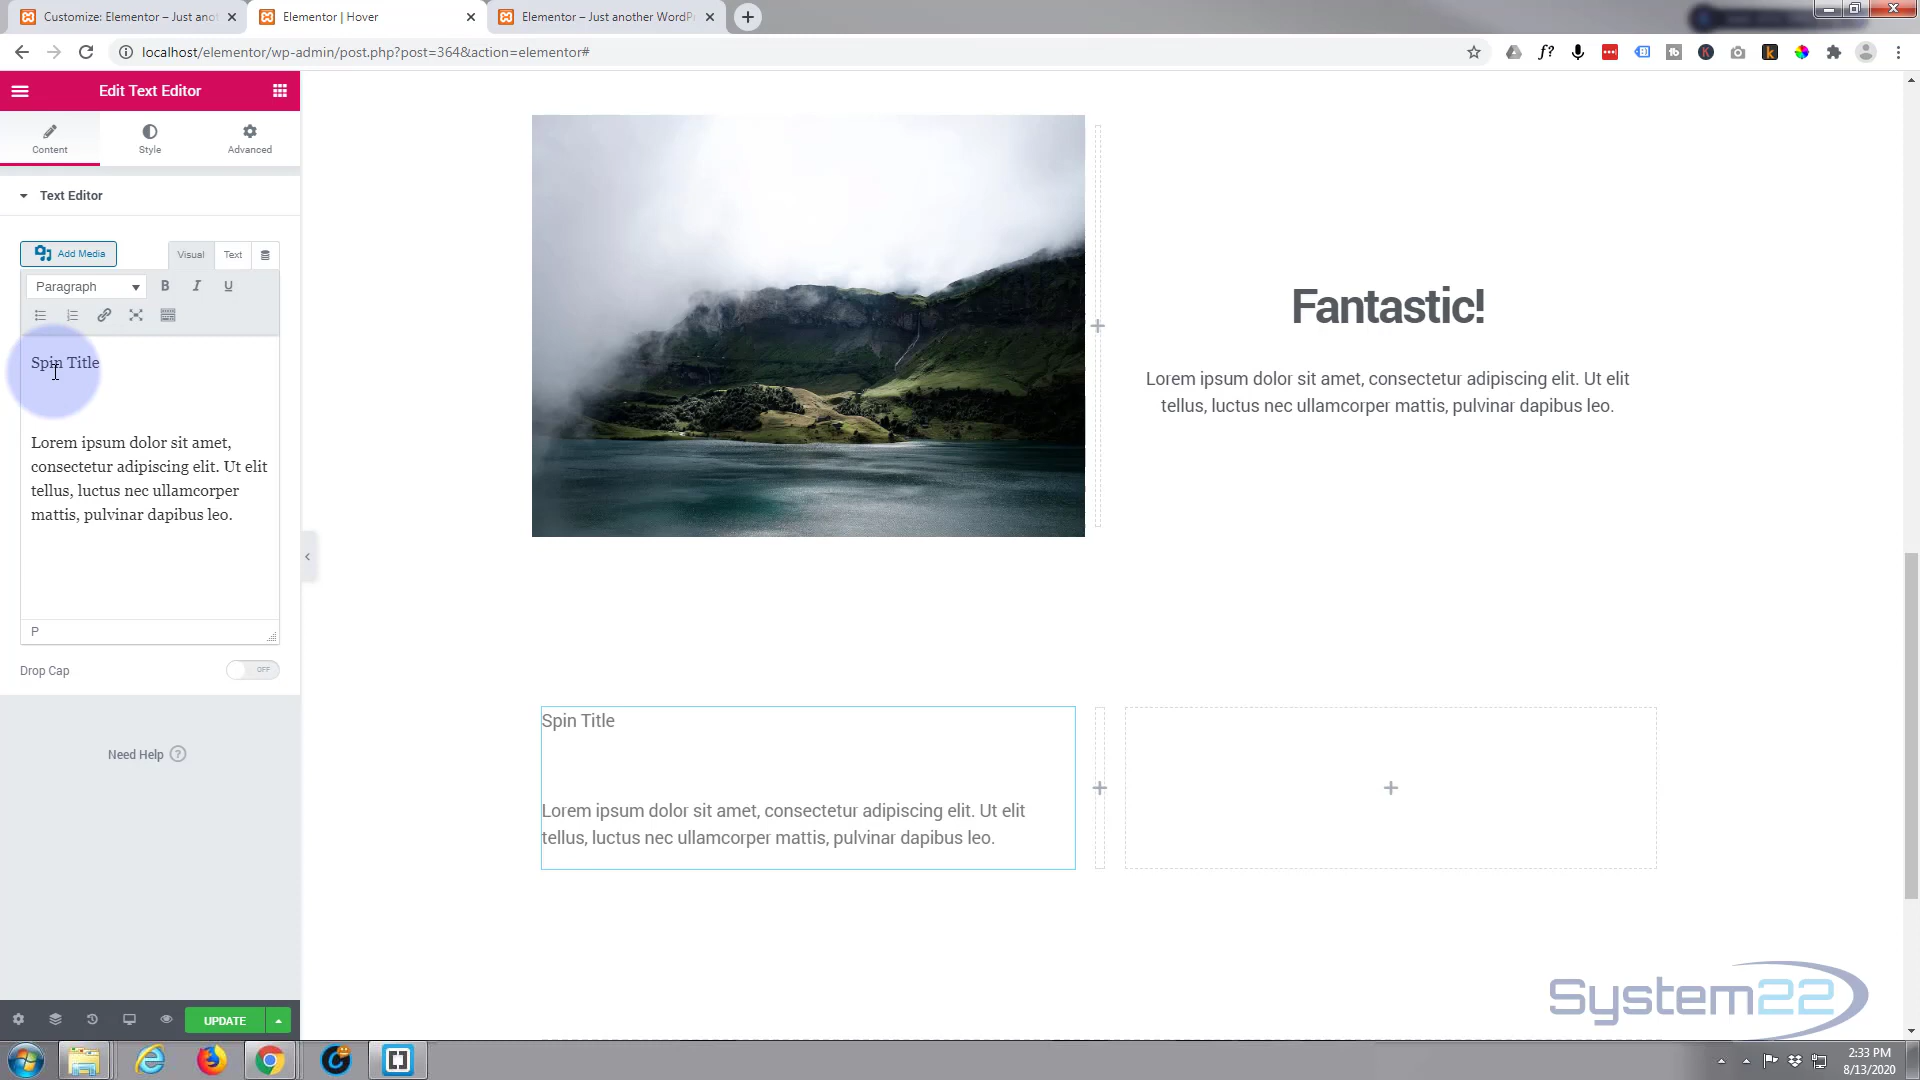 Customize: Elementor – Just anot
Elementor | Hover
Elementor – Just another WordPr
localhost/elementor/wp-admin/post.php?post=364&action=elementor#
Edit Text Editor
Content
Style
Advanced
Text Editor
Add Media
Visual
Text
Paragraph
B
I
U
Spin Title
Lorem ipsum dolor sit amet,
consectetur adipiscing elit. Ut elit
tellus, luctus nec ullamcorper
mattis, pulvinar dapibus leo.
P
Drop Cap
OFF
Need Help ?
UPDATE
Fantastic!
Lorem ipsum dolor sit amet, consectetur adipiscing elit. Ut elit
tellus, luctus nec ullamcorper mattis, pulvinar dapibus leo.
Spin Title
Lorem ipsum dolor sit amet, consectetur adipiscing elit. Ut elit
tellus, luctus nec ullamcorper mattis, pulvinar dapibus leo.
System22
2:33 PM
8/13/2020